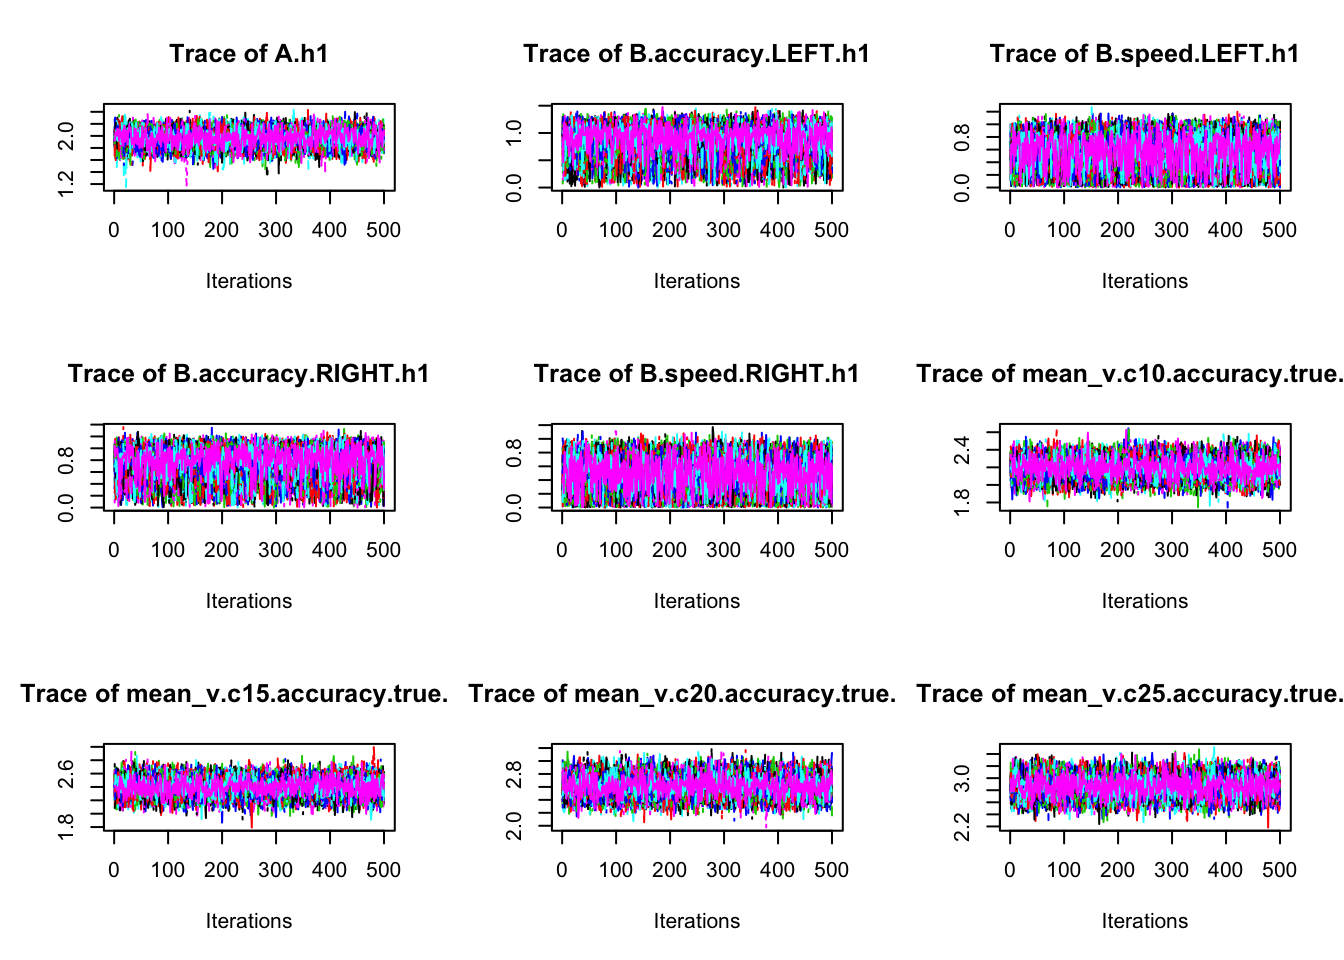 Trace of A.h1
2.0
1.2
0 100 200 300 400 500
Iterations
Trace of B.accuracy.LEFT.h1
1.0
0.0
0 100 200 300 400 500
Iterations
Trace of B.speed.LEFT.h1
0.8
0.0
0 100 200 300 400 500
Iterations
Trace of B.accuracy.RIGHT.h1
0.8
0.0
0 100 200 300 400 500
Iterations
Trace of B.speed.RIGHT.h1
0.8
0.0
0 100 200 300 400 500
Iterations
Trace of mean_v.c10.accuracy.true.
2.4
1.8
0 100 200 300 400 500
Iterations
Trace of mean_v.c15.accuracy.true.
2.6
1.8
0 100 200 300 400 500
Iterations
Trace of mean_v.c20.accuracy.true.
2.8
2.0
0 100 200 300 400 500
Iterations
Trace of mean_v.c25.accuracy.true.
3.0
2.2
0 100 200 300 400 500
Iterations